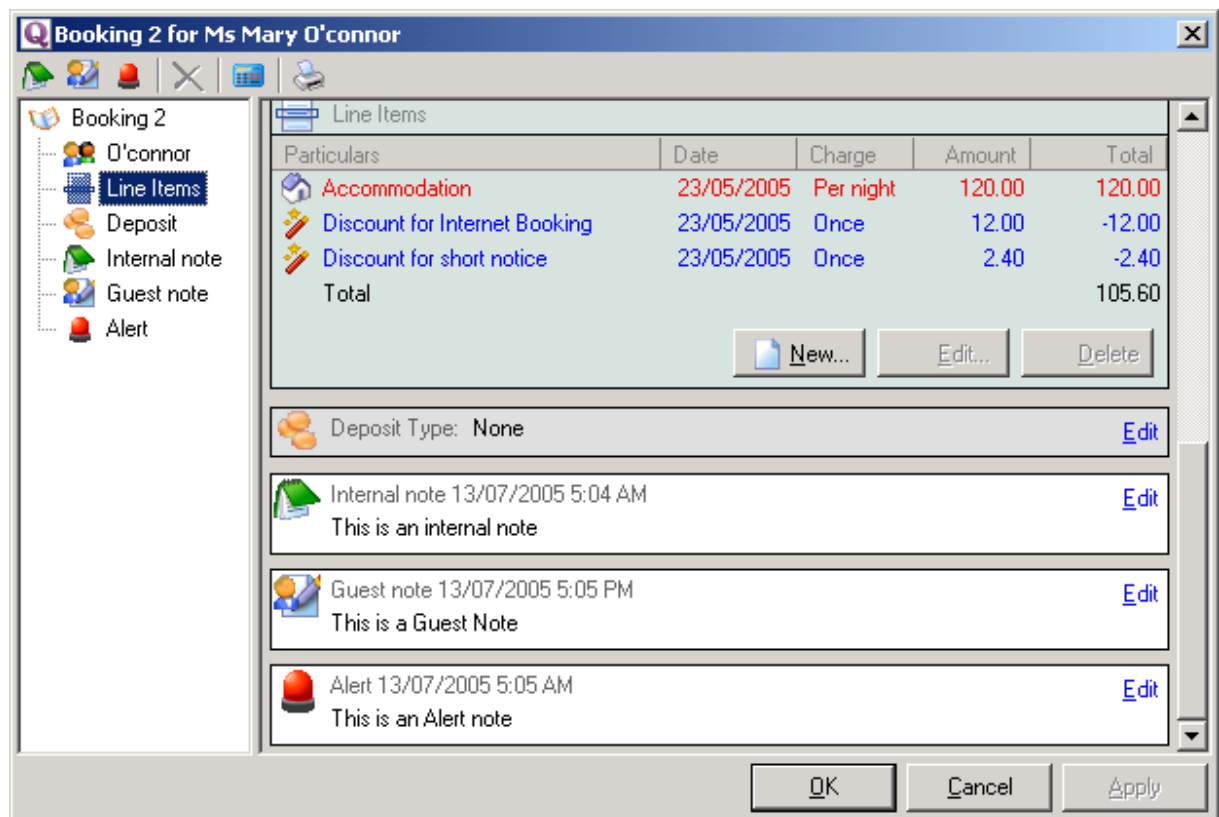 Booking 2 for Ms Mary O'connor
Booking 2
O'connor
Line Items
Deposit
Internal note
Guest note
Alert
Line Items
Particulars Date Charge Amount Total
Accommodation 23/05/2005 Per night 120.00 120.00
Discount for Internet Booking 23/05/2005 Once 12.00 -12.00
Discount for short notice 23/05/2005 Once 2.40 -2.40
Total 105.60
New... Edit... Delete
Deposit Type: None Edit
Internal note 13/07/2005 5:04 AM Edit
This is an internal note
Guest note 13/07/2005 5:05 PM Edit
This is a Guest Note
Alert 13/07/2005 5:05 AM Edit
This is an Alert note
OK Cancel Apply